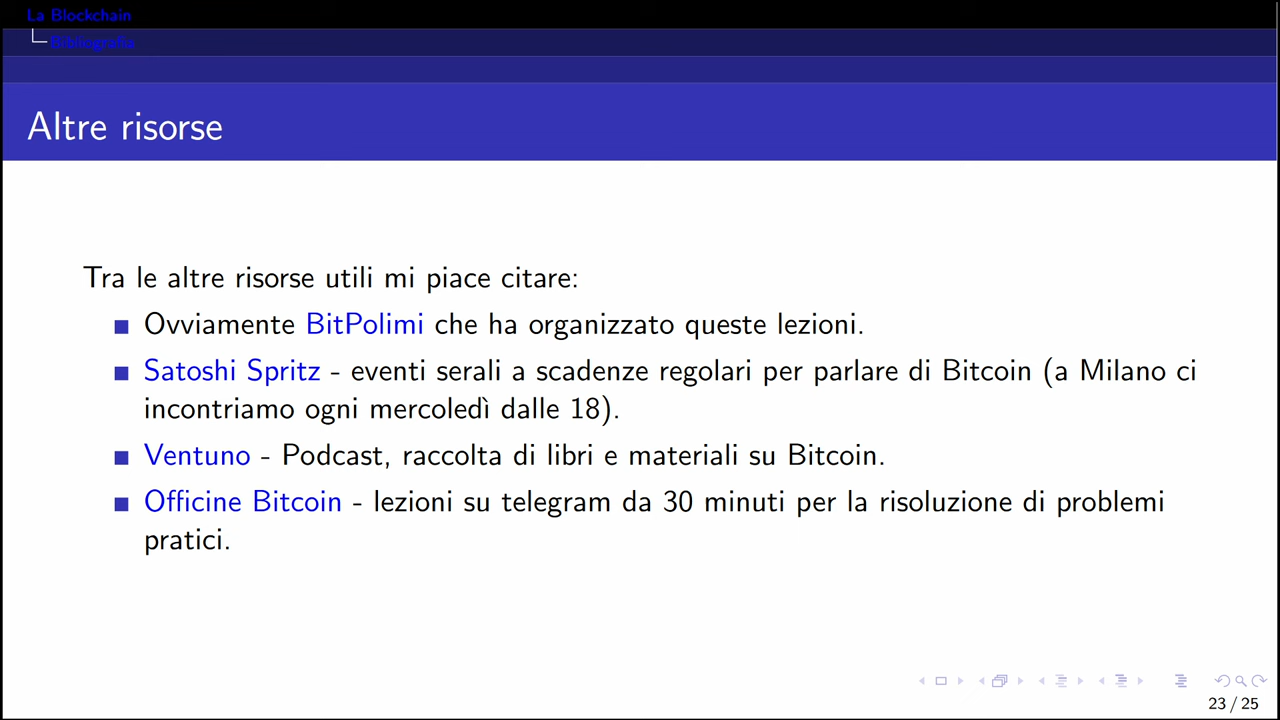 La Blockchain
Bibliografia
Altre risorse
Tra le altre risorse utili mi piace citare:
Ovviamente BitPolimi che ha organizzato queste lezioni.
Satoshi Spritz - eventi serali a scadenze regolari per parlare di Bitcoin (a Milano ci
incontriamo ogni mercoledì dalle 18).
Ventuno - Podcast, raccolta di libri e materiali su Bitcoin.
Officine Bitcoin - lezioni su telegram da 30 minuti per la risoluzione di problemi
pratici.
23 / 25